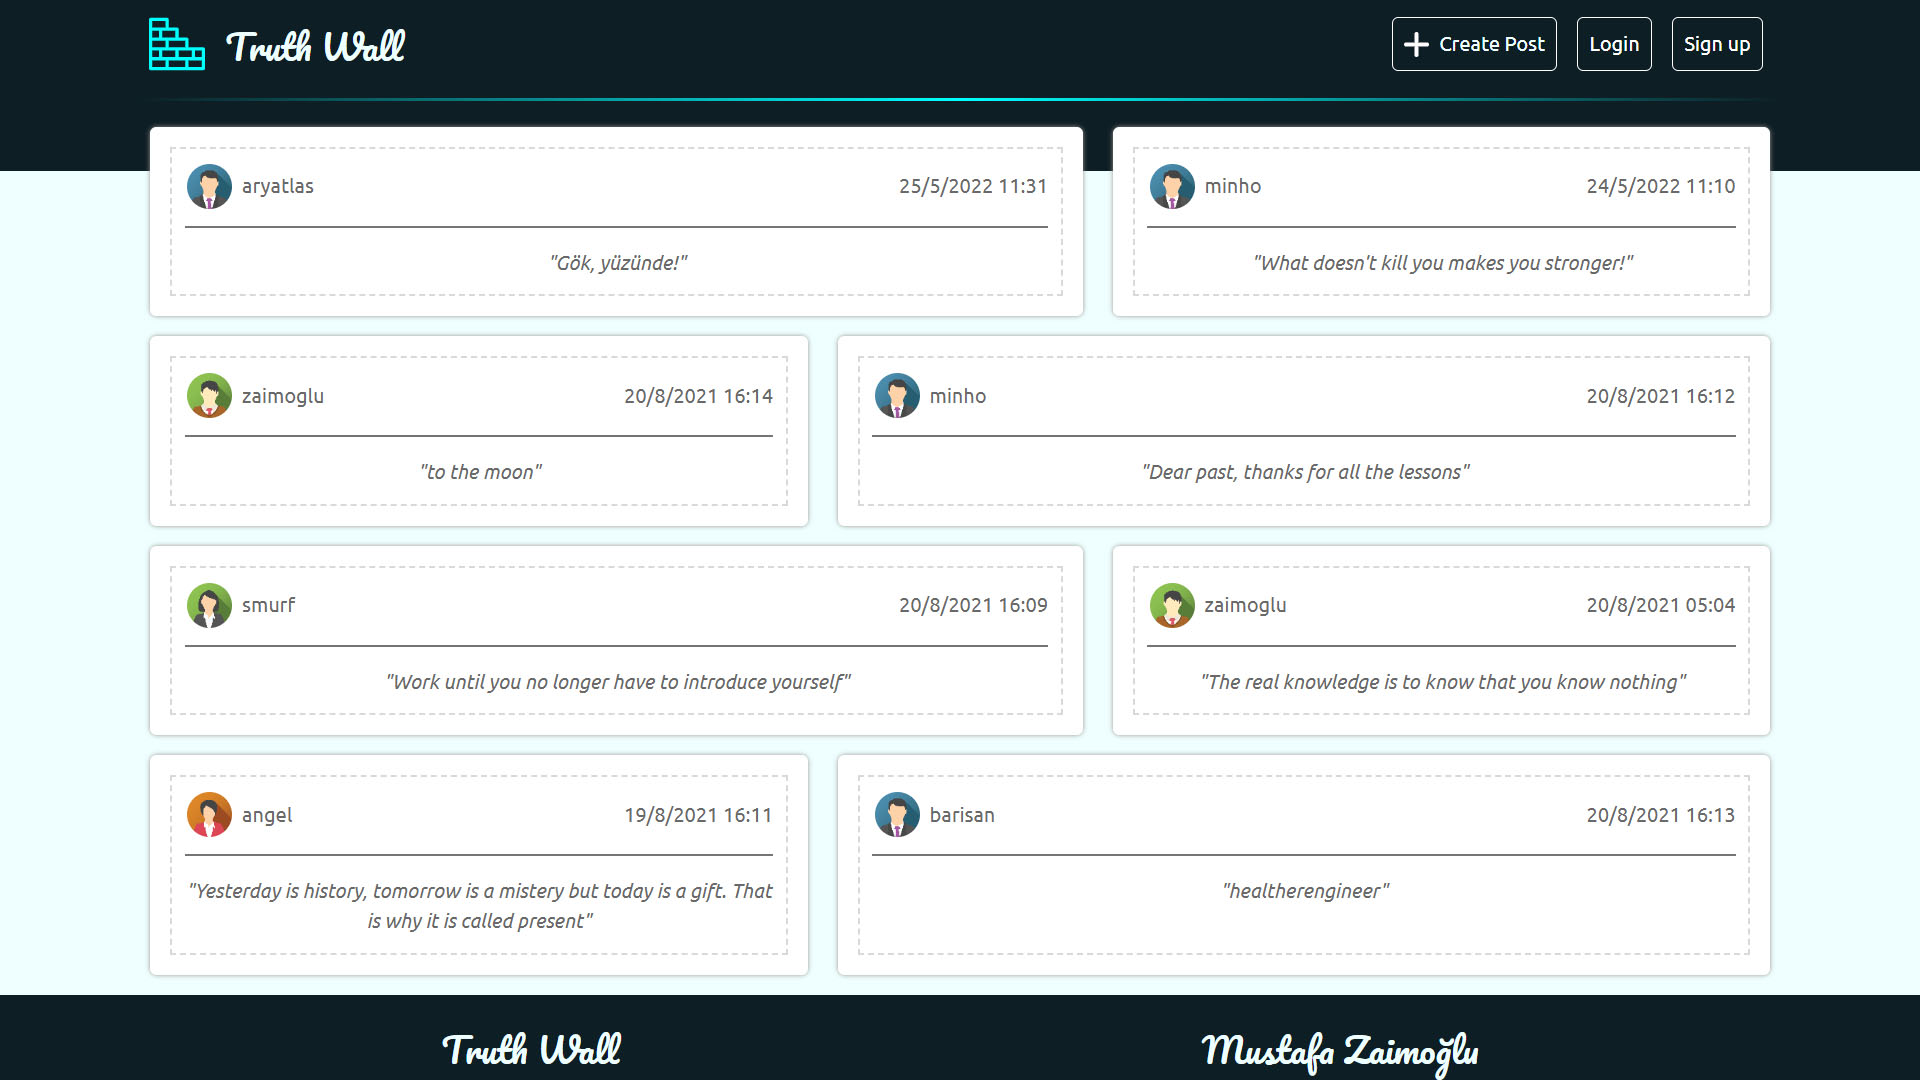 Truth Wall
Create Post
Login
Sign up
aryatlas
25/5/2022 11:31
"Gök, yüzünde!"
minho
24/5/2022 11:10
"What doesn't kill you makes you stronger!"
zaimoglu
20/8/2021 16:14
"to the moon"
minho
20/8/2021 16:12
"Dear past, thanks for all the lessons"
smurf
20/8/2021 16:09
"Work until you no longer have to introduce yourself"
zaimoglu
20/8/2021 05:04
"The real knowledge is to know that you know nothing"
angel
19/8/2021 16:11
"Yesterday is history, tomorrow is a mistery but today is a gift. That
is why it is called present"
barisan
20/8/2021 16:13
"healtherengineer"
Truth Wall
Mustafa Zaimoğlu